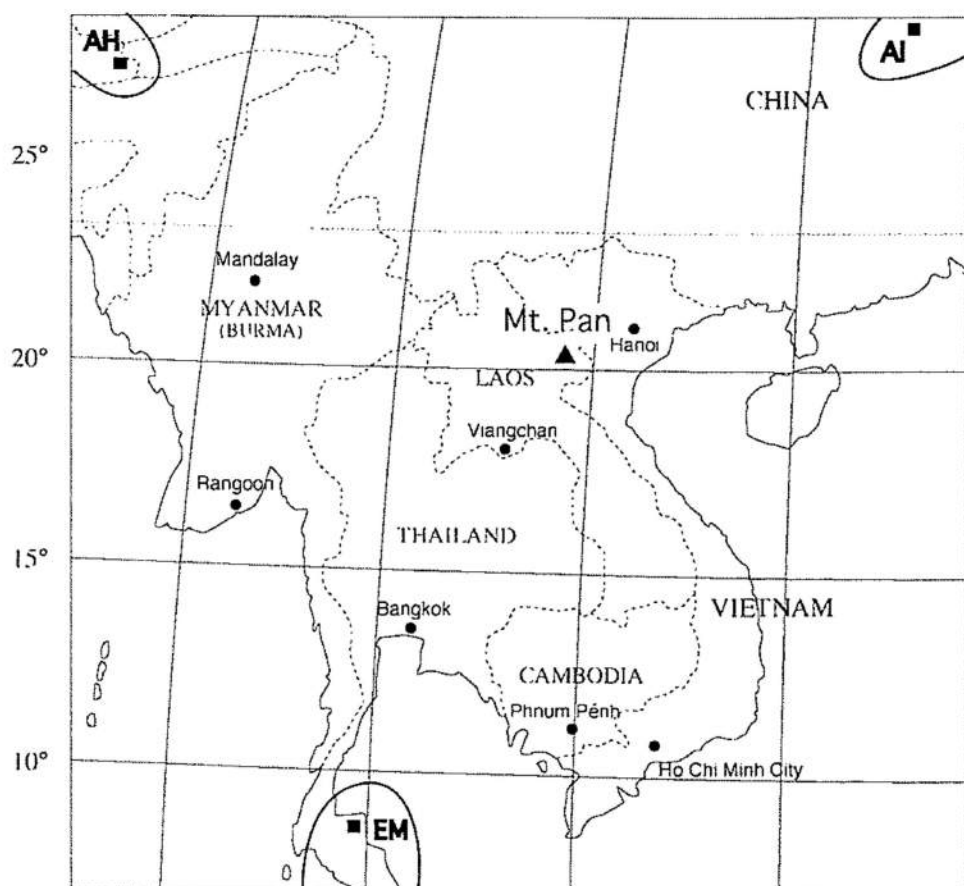 AH
AI
CHINA
25°
Mandalay
MYANMAR
(BURMA)
Mt. Pan
Hanoi
20°
LAOS
Viangchan
Rangoon
THAILAND
15°
Bangkok
VIETNAM
CAMBODIA
Phnum Pénh
10°
Ho Chi Minh City
EM